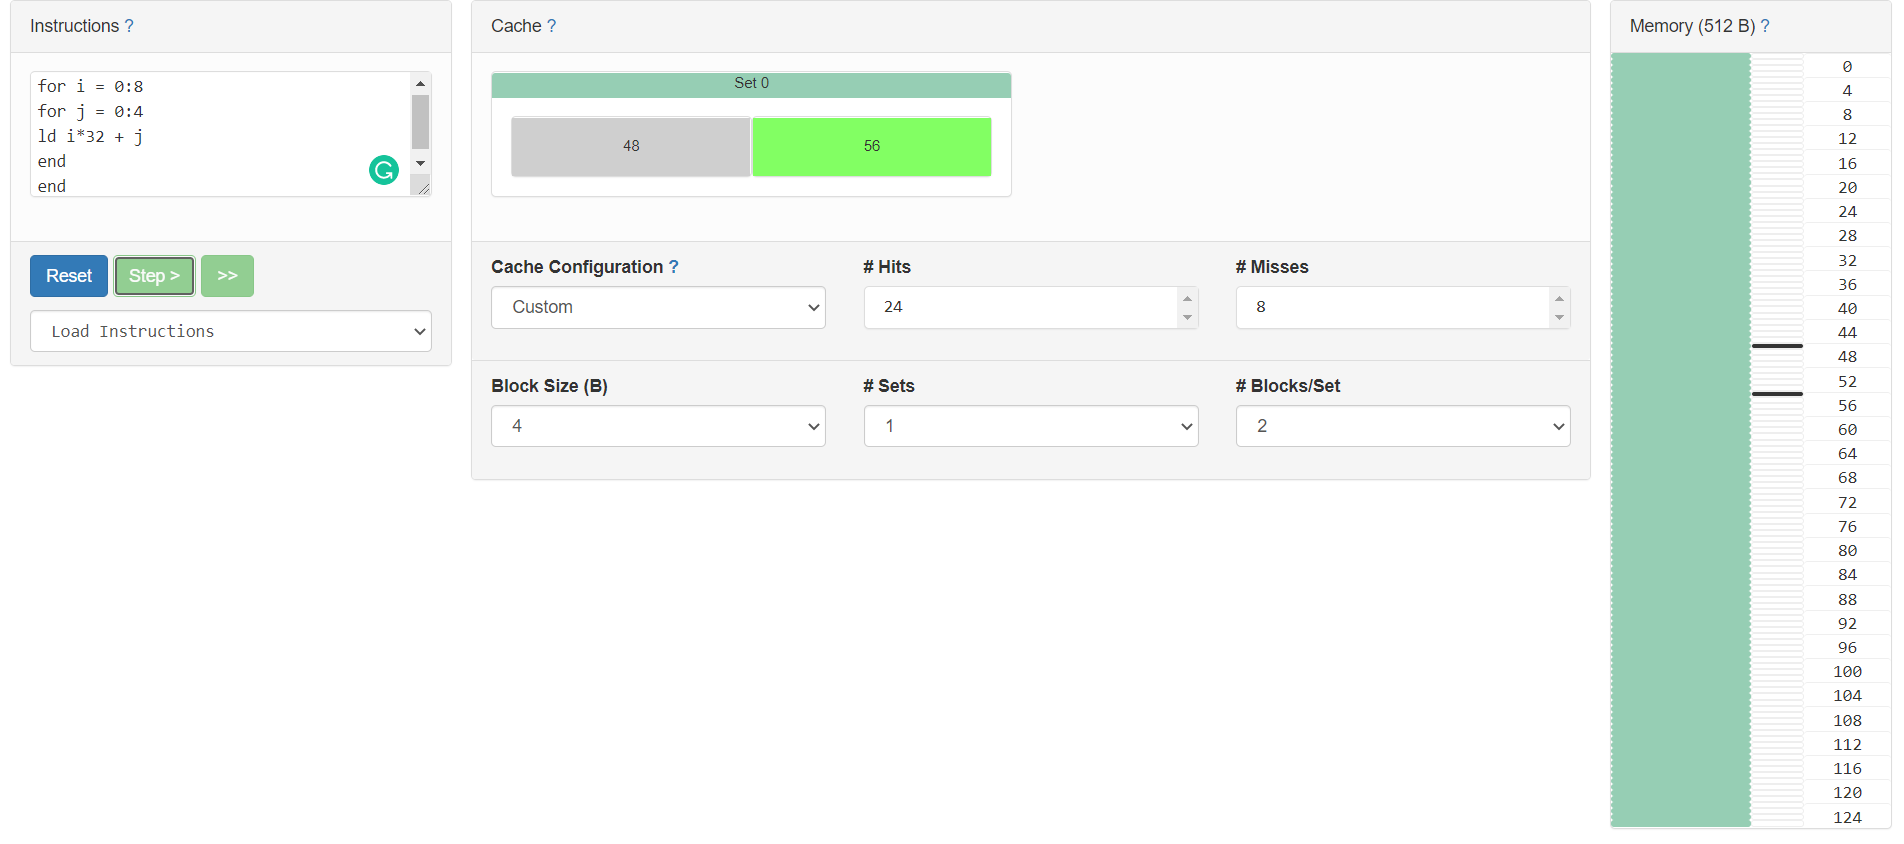 Instructions ?
for i = 0:8
for j = 0:4
ld i*32 + j
end
end
Reset
Step >
>>
Load Instructions
Cache ?
Set 0
48
56
Cache Configuration ?
# Hits
# Misses
Custom
24
8
Block Size (B)
# Sets
# Blocks/Set
4
1
2
Memory (512 B) ?
0
4
8
12
16
20
24
28
32
36
40
44
48
52
56
60
64
68
72
76
80
84
88
92
96
100
104
108
112
116
120
124